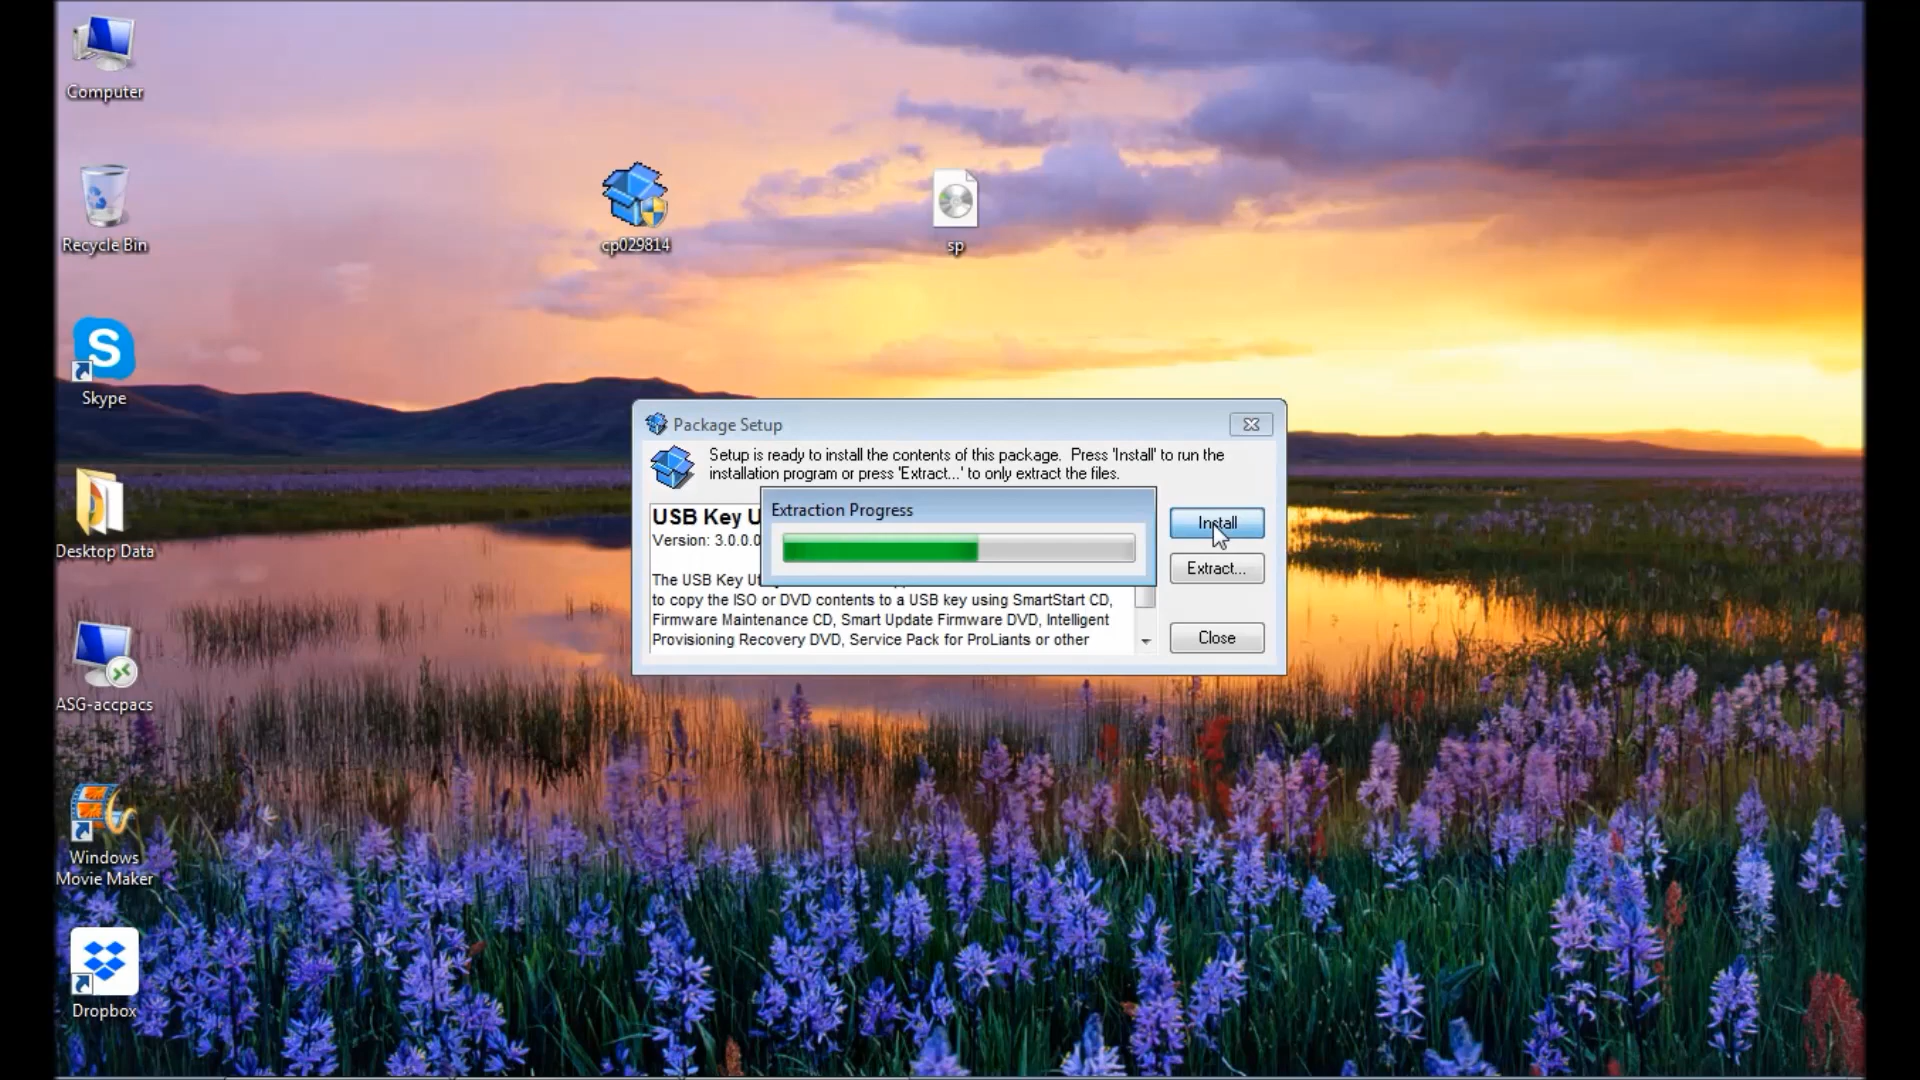 Computer
Recycle Bin
cp029814
sp
Skype
Desktop Data
ASG-accpacs
Windows
Movie Maker
Dropbox
Package Setup
Setup is ready to install the contents of this package.  Press 'Install' to run the
installation program or press 'Extract...' to only extract the files.
Extraction Progress
USB Key U
Version: 3.0.0.0
The USB Key Ut
to copy the ISO or DVD contents to a USB key using SmartStart CD,
Firmware Maintenance CD, Smart Update Firmware DVD, Intelligent
Provisioning Recovery DVD, Service Pack for ProLiants or other
Install
Extract...
Close